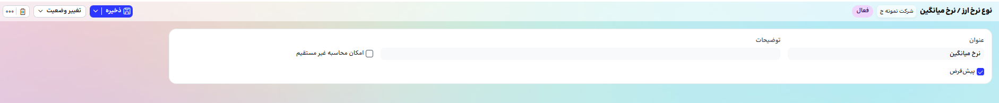 نوع نرخ ارز / نرخ میانگین شرکت نمونه ج فعال ذخیره تغییر وضعیت
عنوان توضیحات
نرخ میانگین امکان محاسبه غیر مستقیم
پیش‌فرض